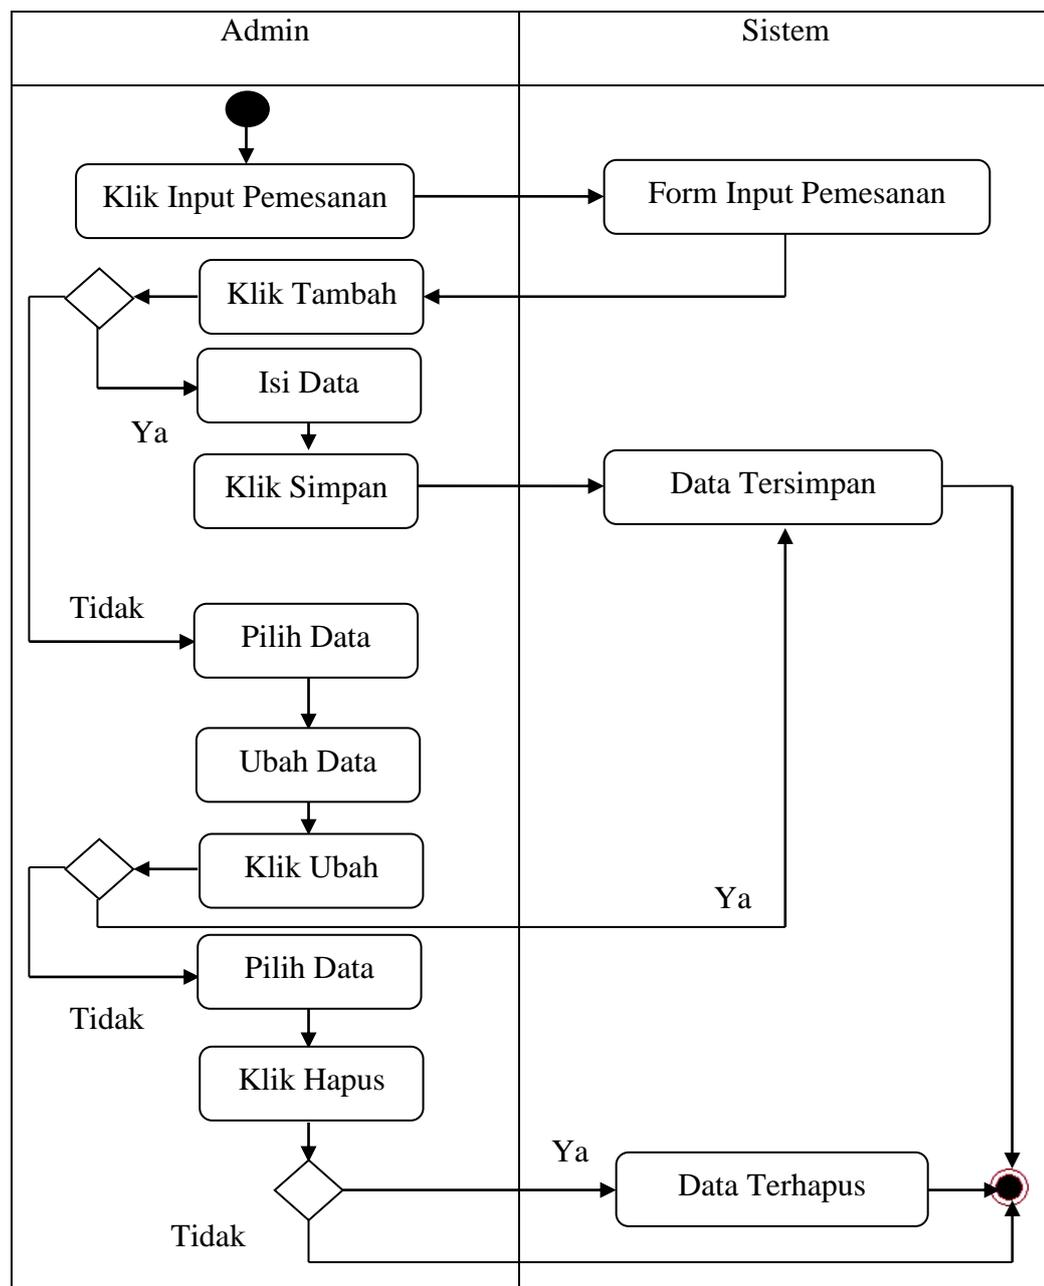 Admin
Sistem
Klik Input Pemesanan
Form Input Pemesanan
Klik Tambah
Isi Data
Ya
Klik Simpan
Data Tersimpan
Tidak
Pilih Data
Ubah Data
Klik Ubah
Ya
Pilih Data
Tidak
Klik Hapus
Ya
Data Terhapus
Tidak